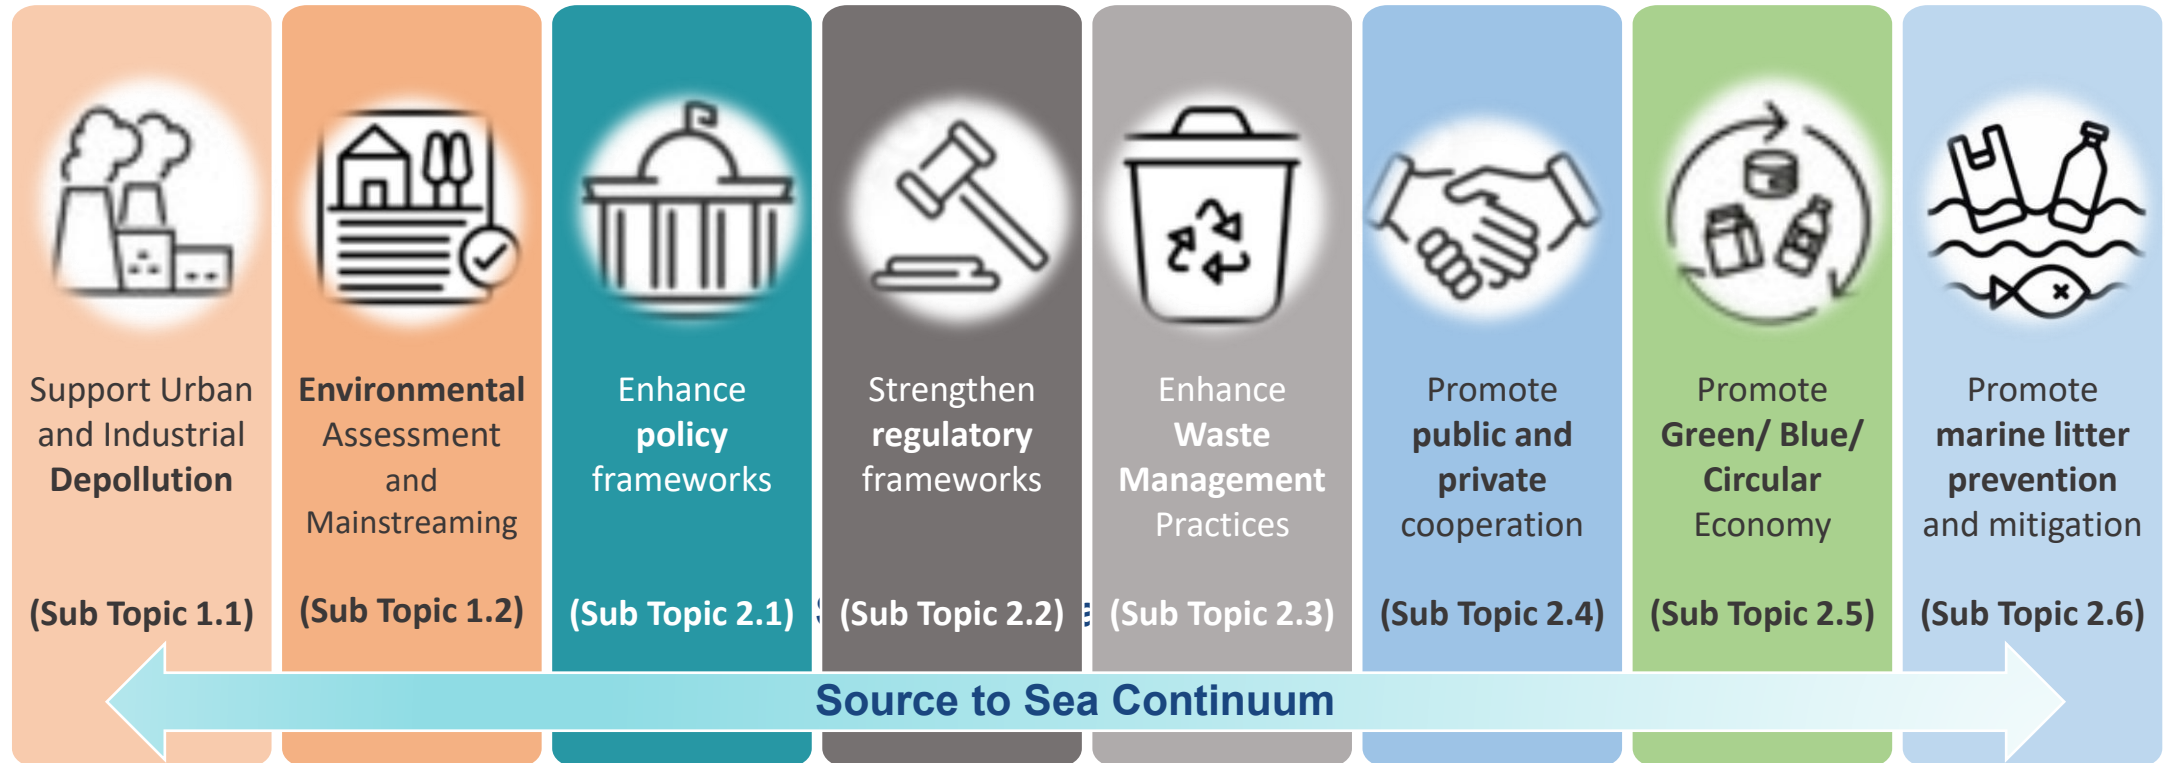 Support Urban
and Industrial
Depollution
(Sub Topic 1.1)
Environmental
Assessment
and
Mainstreaming
(Sub Topic 1.2)
Enhance
policy
frameworks
(Sub Topic 2.1)
Strengthen
regulatory
frameworks
(Sub Topic 2.2)
Enhance
Waste
Management
Practices
(Sub Topic 2.3)
Promote
public and
private
cooperation
(Sub Topic 2.4)
Promote
Green/ Blue/
Circular
Economy
(Sub Topic 2.5)
Promote
marine litter
prevention
and mitigation
(Sub Topic 2.6)
Source to Sea Continuum